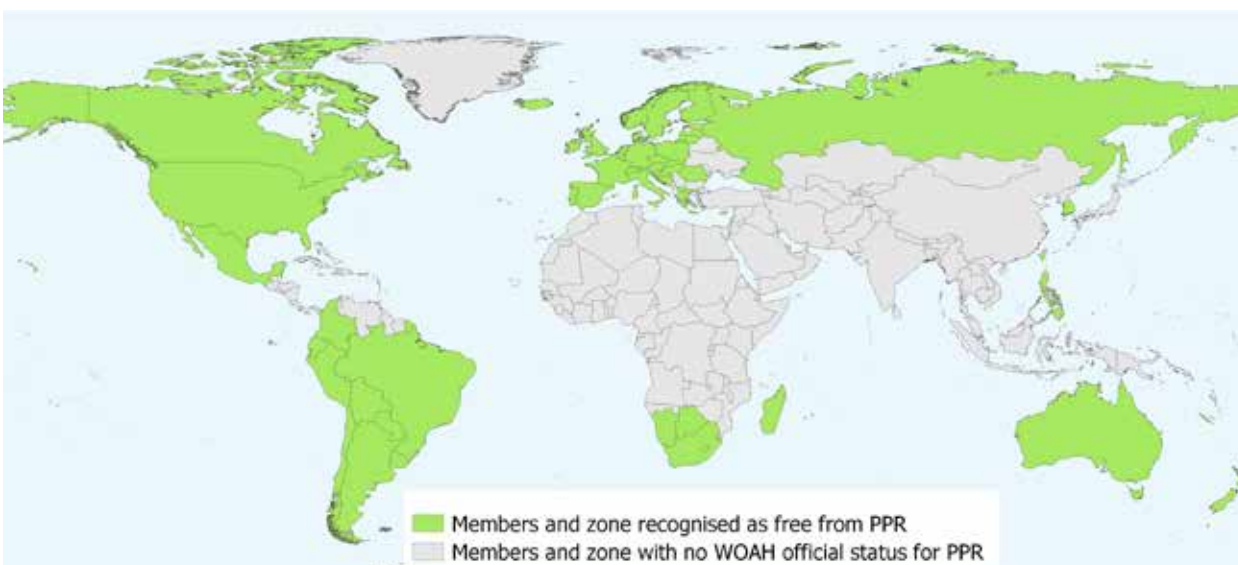 Members and zone recognised as free from PPR
Members and zone with no WOAH official status for PPR